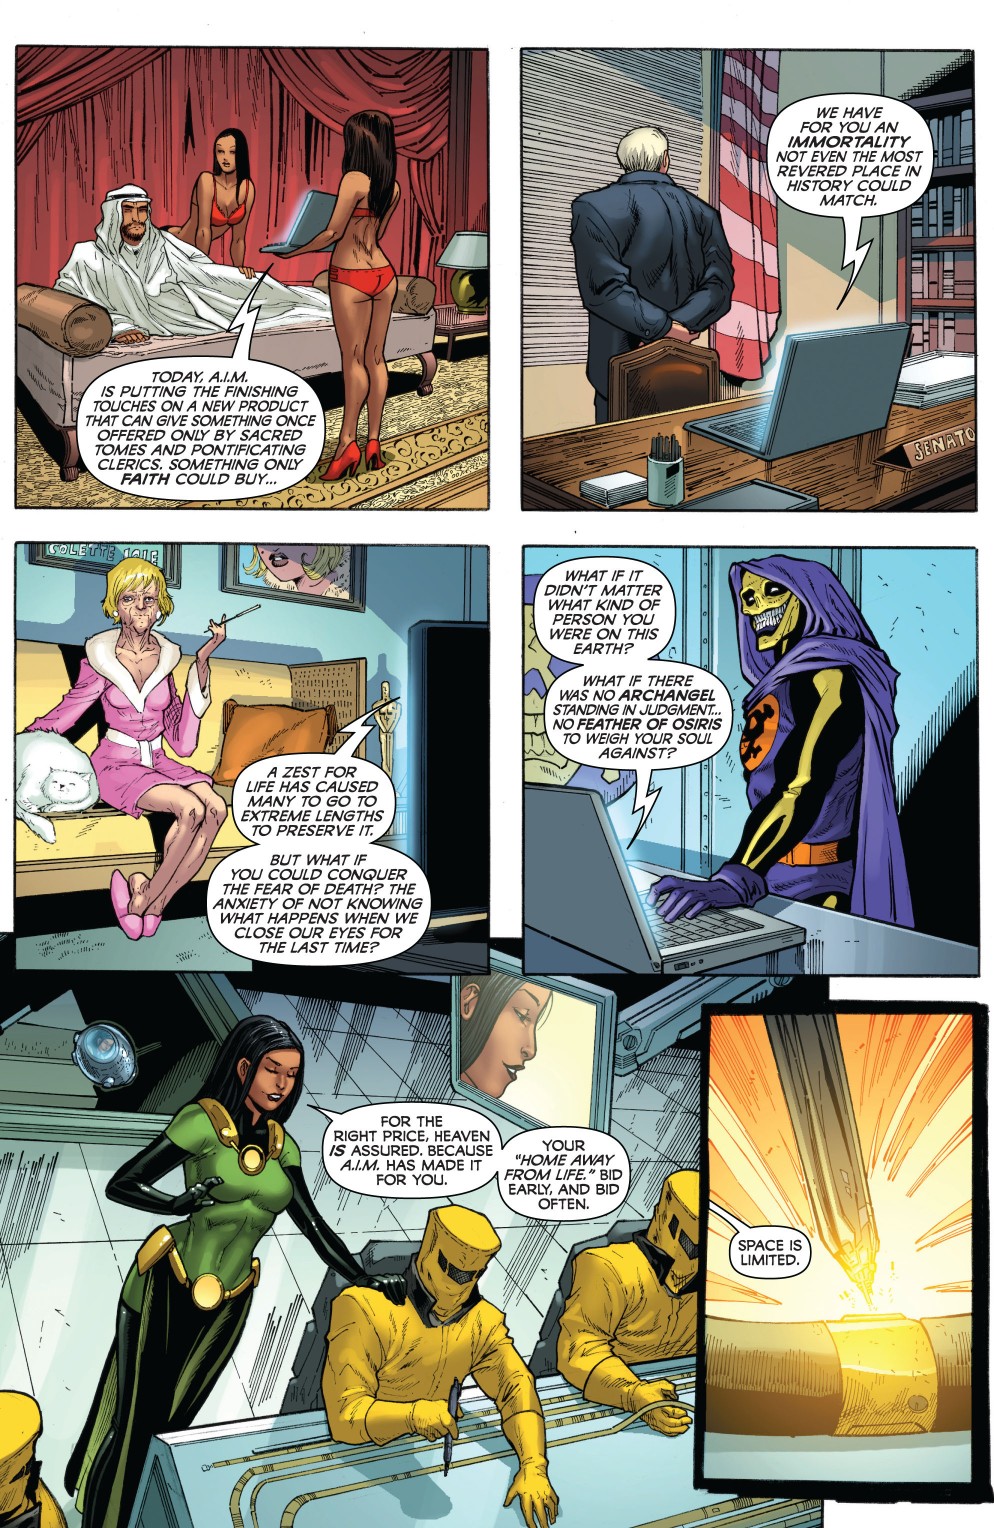 TODAY, A.I.M.
IS PUTTING THE FINISHING
TOUCHES ON A NEW PRODUCT
THAT CAN GIVE SOMETHING ONCE
OFFERED ONLY BY SACRED
TOMES AND PONTIFICATING
CLERICS. SOMETHING ONLY
FAITH COULD BUY...
WE HAVE
FOR YOU AN
IMMORTALITY
NOT EVEN THE MOST
REVERED PLACE IN
HISTORY COULD
MATCH.
SENATO
COLETTE
A ZEST FOR
LIFE HAS CAUSED
MANY TO GO TO
EXTREME LENGTHS
TO PRESERVE IT.
BUT WHAT IF
YOU COULD CONQUER
THE FEAR OF DEATH? THE
ANXIETY OF NOT KNOWING
WHAT HAPPENS WHEN WE
CLOSE OUR EYES FOR
THE LAST TIME?
WHAT IF IT
DIDN'T MATTER
WHAT KIND OF
PERSON YOU
WERE ON THIS
EARTH?
WHAT IF THERE
WAS NO ARCHANGEL
STANDING IN JUDGMENT...
NO FEATHER OF OSIRIS
TO WEIGH YOUR SOUL
AGAINST?
FOR THE
RIGHT PRICE, HEAVEN
IS ASSURED. BECAUSE
A.I.M. HAS MADE IT
FOR YOU.
YOUR
"HOME AWAY
FROM LIFE." BID
EARLY, AND BID
OFTEN.
SPACE IS
LIMITED.